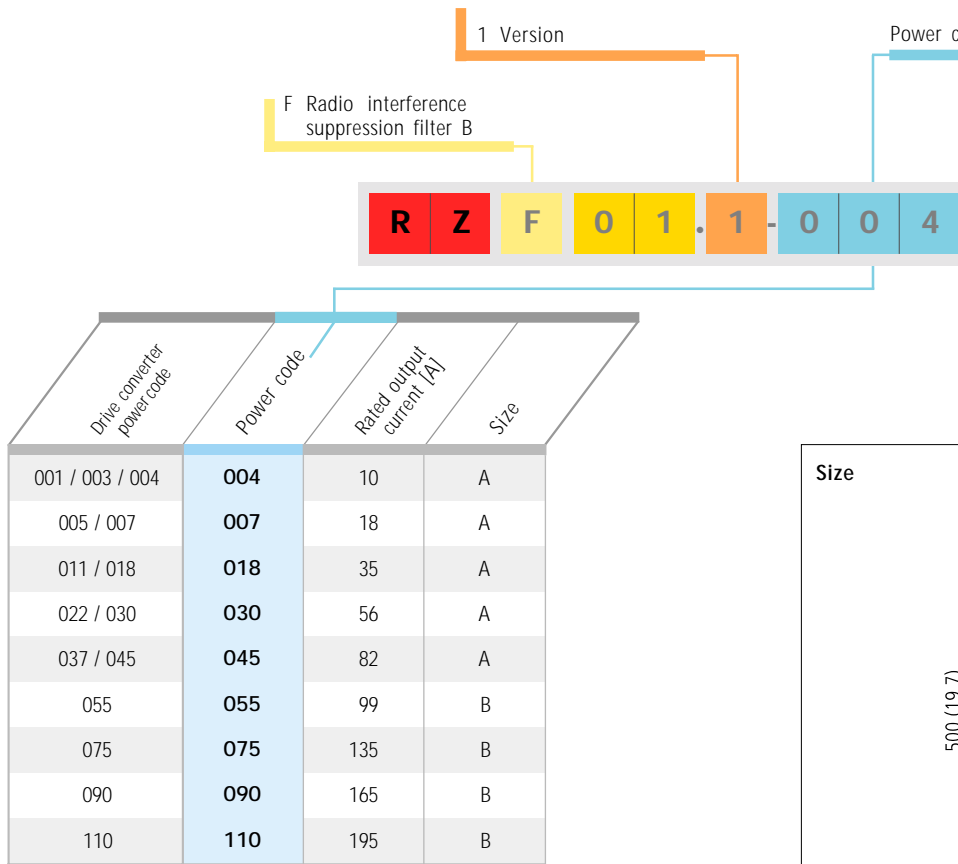 1 Version
Power
F Radio interference
suppression filter B
R Z F 0 1 . 1 - 0 0 4
Drive converter
power code
Power code
Rated output
current [A]
Size
001 / 003 / 004 004 10 A
005 / 007 007 18 A
011 / 018 018 35 A
022 / 030 030 56 A
037 / 045 045 82 A
055 055 99 B
075 075 135 B
090 090 165 B
110 110 195 B
Size
500 (19.7)